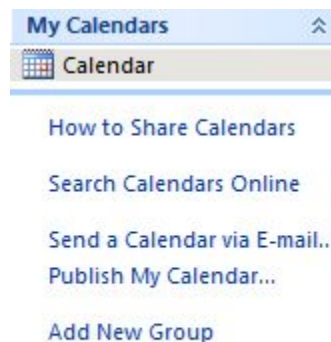 My Calendars
Calendar
How to Share Calendars
Search Calendars Online
Send a Calendar via E-mail..
Publish My Calendar...
Add New Group